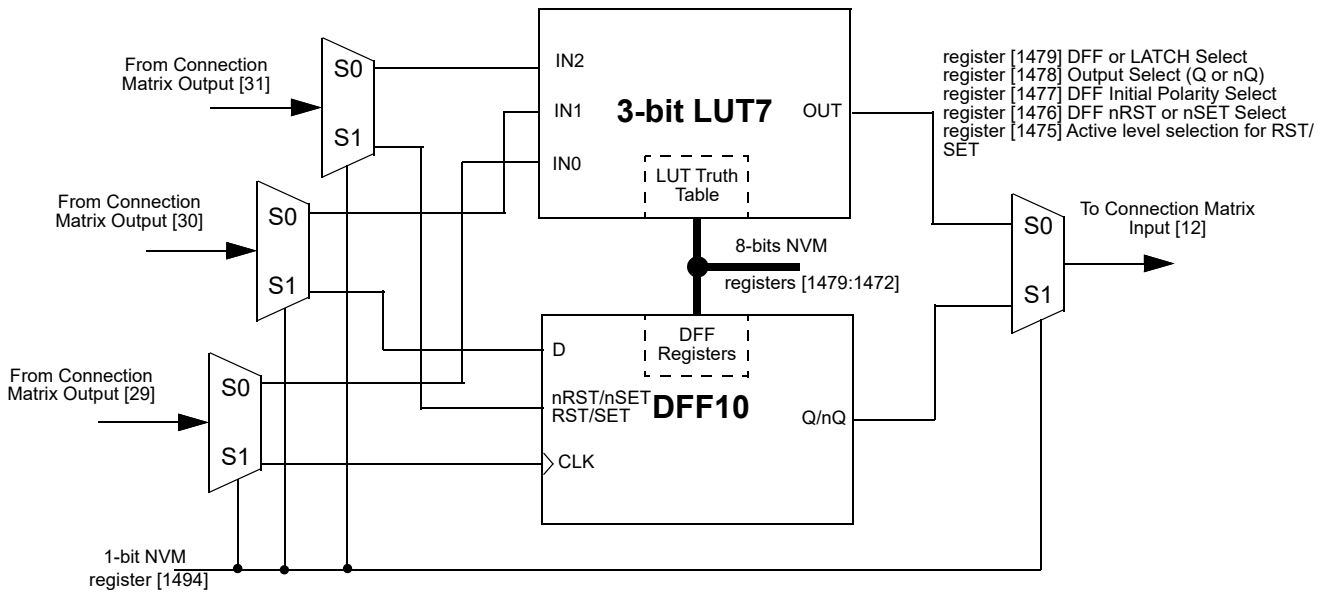 From Connection
Matrix Output [31]
S0
S1
From Connection
Matrix Output [30]
S0
S1
From Connection
Matrix Output [29]
S0
S1
1-bit NVM
register [1494]
IN2
IN1
IN0
3-bit LUT7
OUT
LUT Truth
Table
8-bits NVM
registers [1479:1472]
DFF
Registers
D
nRST/nSET
RST/SET
DFF10
Q/nQ
CLK
register [1479] DFF or LATCH Select
register [1478] Output Select (Q or nQ)
register [1477] DFF Initial Polarity Select
register [1476] DFF nRST or nSET Select
register [1475] Active level selection for RST/
SET
S0
S1
To Connection Matrix
Input [12]